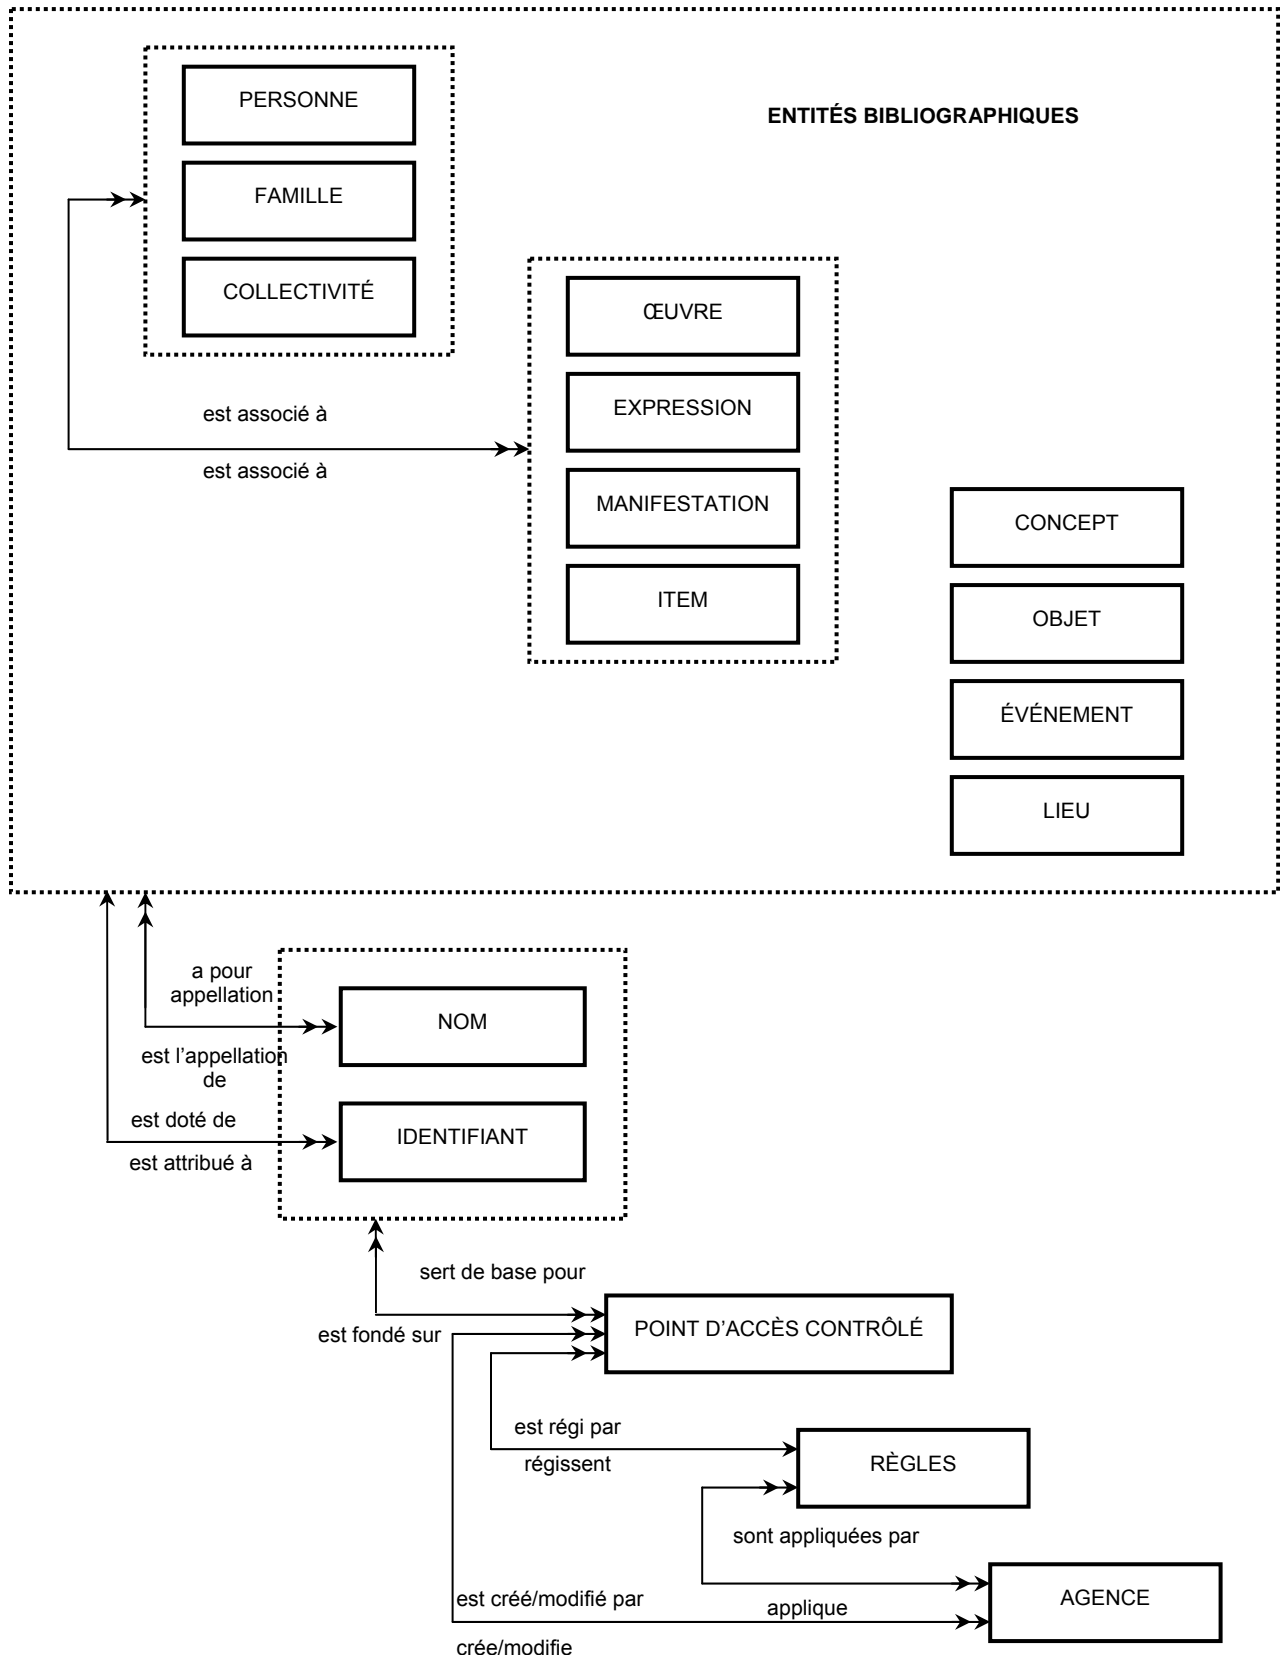 PERSONNE
ENTITÉS BIBLIOGRAPHIQUES
FAMILLE
COLLECTIVITÉ
ŒUVRE
EXPRESSION
est associé à
est associé à
MANIFESTATION
CONCEPT
ITEM
OBJET
ÉVÉNEMENT
LIEU
a pour
appellation
NOM
est l’appellation
de
est doté de
IDENTIFIANT
est attribué à
sert de base pour
est fondé sur
POINT D’ACCÈS CONTRÔLÉ
est régi par
régissent
RÈGLES
sont appliquées par
est créé/modifié par
applique
AGENCE
crée/modifie